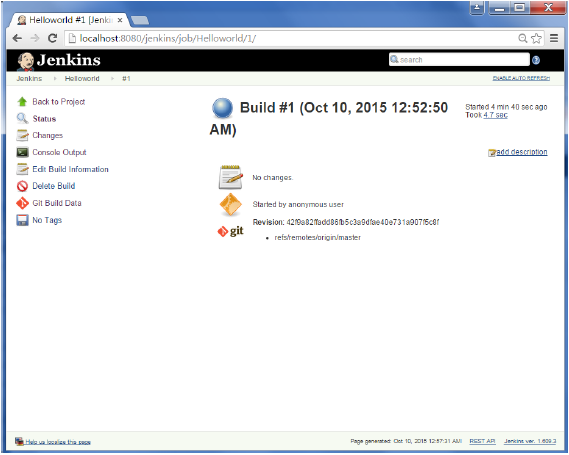 Helloworld #1 [Jenkin
localhost:8080/jenkins/job/Helloworld/1/
Jenkins
search
Jenkins Helloworld #1
ENABLE AUTO REFRESH
Back to Project
Status
Changes
Console Output
Edit Build Information
Delete Build
Git Build Data
No Tags
Build #1 (Oct 10, 2015 12:52:50
AM)
Started 4 min 40 sec ago
Took 4.7 sec
add description
No changes.
Started by anonymous user
git
Revision: 42f9a82ffadd86fb5c3a9dfae40e731a907f5c8f
refs/remotes/origin/master
Help us localize this page
Page generated: Oct 10, 2015 12:57:31 AM REST API Jenkins ver. 1.609.3